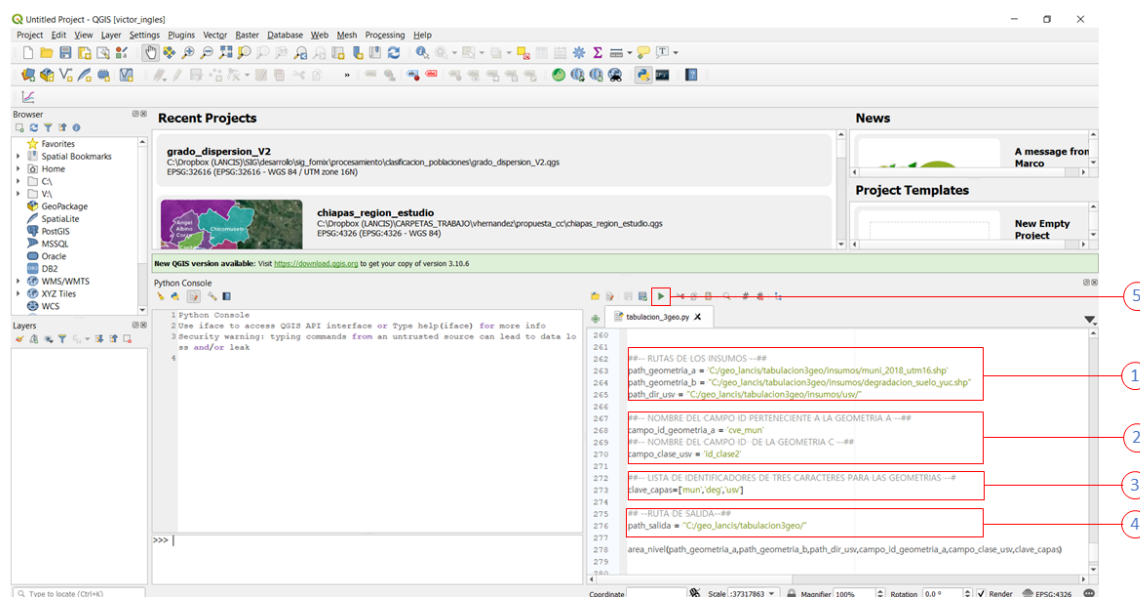 Untitled Project - QGIS [victor_ingles]
Project Edit View Layer Settings Plugins Vector Raster Database Web Mesh Processing Help
Browser
Favorites
Spatial Bookmarks
Home
C:\
V:\
GeoPackage
SpatiaLite
PostGIS
MSSQL
Oracle
DB2
WMS/WMTS
XYZ Tiles
WCS
Layers
Recent Projects
grado_dispersion_V2
C:\Dropbox (LANCIS)\SIG\desarrollo\sig_fomix\procesamiento\clasificacion_poblaciones\grado_dispersion_V2.qgs
EPSG:32616 (EPSG:32616 - WGS 84 / UTM zone 16N)
Angel Albino Corzo
Chicomuselo
chiapas_region_estudio
C:\Dropbox (LANCIS)\CARPETAS_TRABAJO\vhernandez\propuesta_cc\chiapas_region_estudio.qgs
EPSG:4326 (EPSG:4326 - WGS 84)
News
A message from
Marco
Project Templates
New Empty
Project
New QGIS version available: Visit https://download.qgis.org to get your copy of version 3.10.6
Python Console
1 Python Console
2 Use iface to access QGIS API interface or Type help(iface) for more info
3 Security warning: typing commands from an untrusted source can lead to data lo
ss and/or leak
4
>>>
tabulacion_3geo.py
260
261
262 ##-- RUTAS DE LOS INSUMOS --##
263 path_geometria_a = 'C:/geo_lancis/tabulacion3geo/insumos/muni_2018_utm16.shp'
264 path_geometria_b = "C:/geo_lancis/tabulacion3geo/insumos/degradacion_suelo_yuc.shp"
265 path_dir_usv = "C:/geo_lancis/tabulacion3geo/insumos/usv/"
266
267 ##-- NOMBRE DEL CAMPO ID PERTENECIENTE A LA GEOMETRIA A --##
268 campo_id_geometria_a = 'cve_mun'
269 ##-- NOMBRE DEL CAMPO ID DE LA GEOMETRIA C --##
270 campo_clase_usv = 'id_clase2'
271
272 ##-- LISTA DE IDENTIFICADORES DE TRES CARACTERES PARA LAS GEOMETRIAS --#
273 clave_capas=['mun','deg','usv']
274
275 ## --RUTA DE SALIDA--##
276 path_salida = "C:/geo_lancis/tabulacion3geo/"
277
278 area_nivel(path_geometria_a,path_geometria_b,path_dir_usv,campo_id_geometria_a,campo_clase_usv,clave_capas)
279
280
5
1
2
3
4
Type to locate (Ctrl+K)
Coordinate
Scale :37317863
Magnifier 100%
Rotation 0.0 °
Render
EPSG:4326